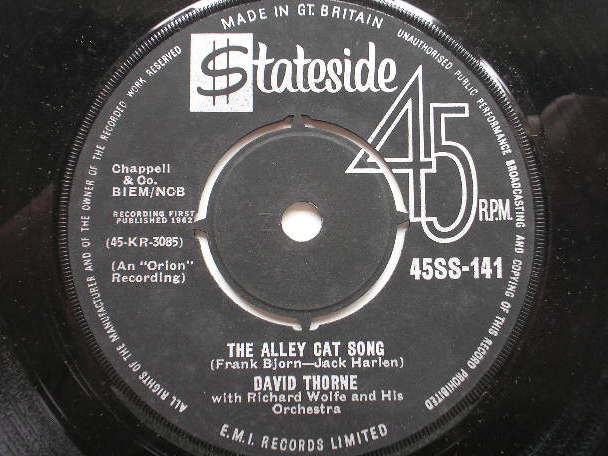 MADE IN GT. BRITAIN
UNAUTHORISED PUBLIC PERFORMANCE BROADCASTING AND COPYING OF THIS RECORD PROHIBITED
ALL RIGHTS OF THE MANUFACTURER AND OF THE OWNER OF THE RECORDED WORK RESERVED
$tateside
45
R.P.M.
Chappell
& Co.
BIEM/NCB
RECORDING FIRST
PUBLISHED 1962
(45-KR-3085)
(An "Orion"
Recording)
45SS-141
THE ALLEY CAT SONG
(Frank Bjorn—Jack Harlen)
DAVID THORNE
with Richard Wolfe and His
Orchestra
E.M.I. RECORDS LIMITED